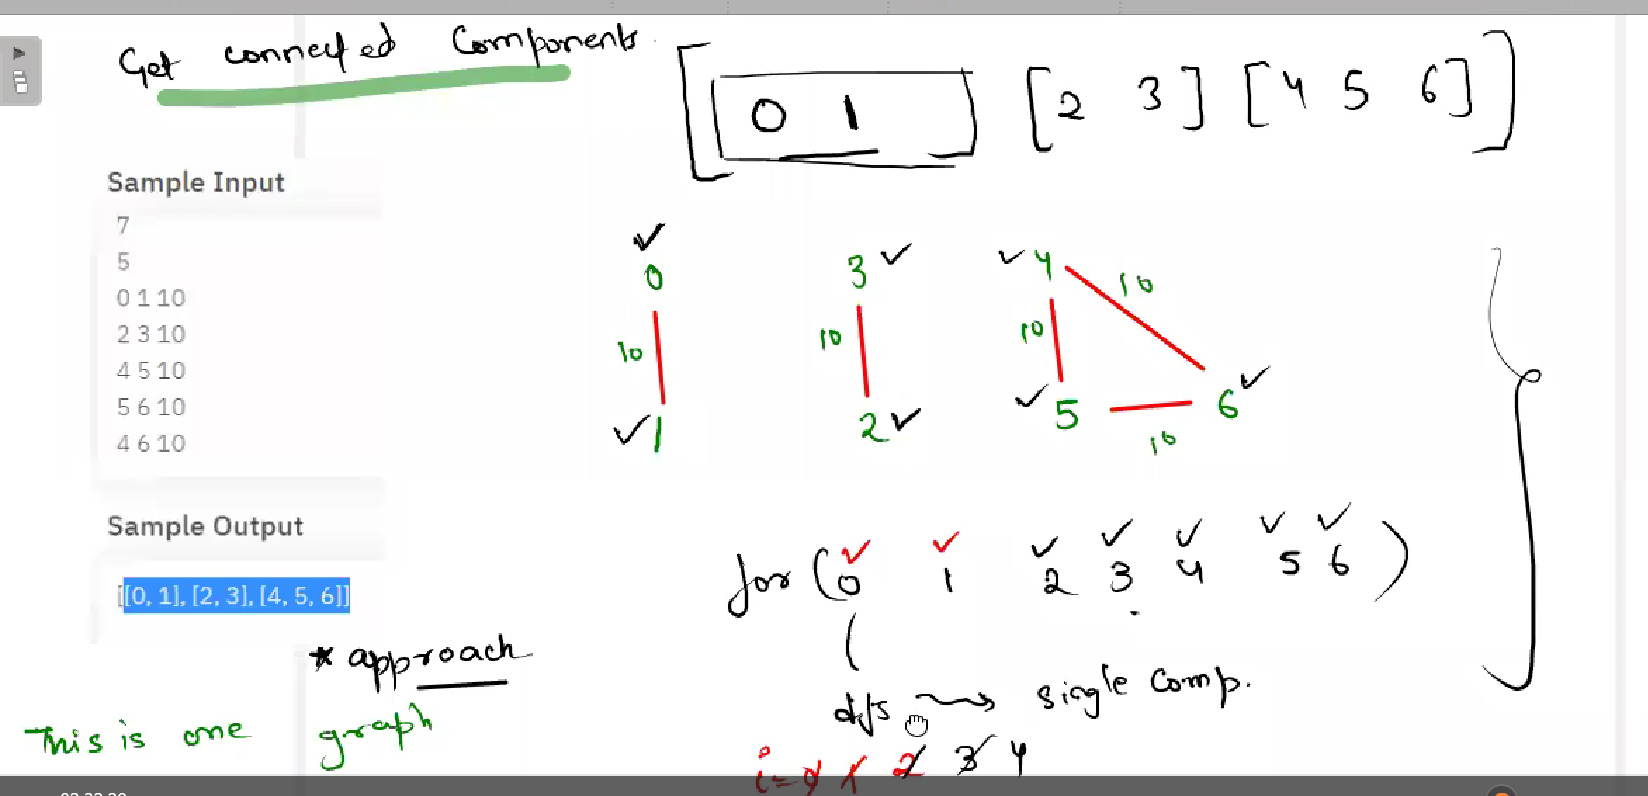 Get connected Components
[[0 1] [2 3] [4 5 6]]
Sample Input
7
5
0 1 10
2 3 10
4 5 10
5 6 10
4 6 10
0
10
1
3
10
2
4
10
10
5
6
10
Sample Output
[[0, 1], [2, 3], [4, 5, 6]]
for (0 1 2 3 4 5 6)
* approach
dfs single comp.
This is one graph
i = 0 1 2 3 4